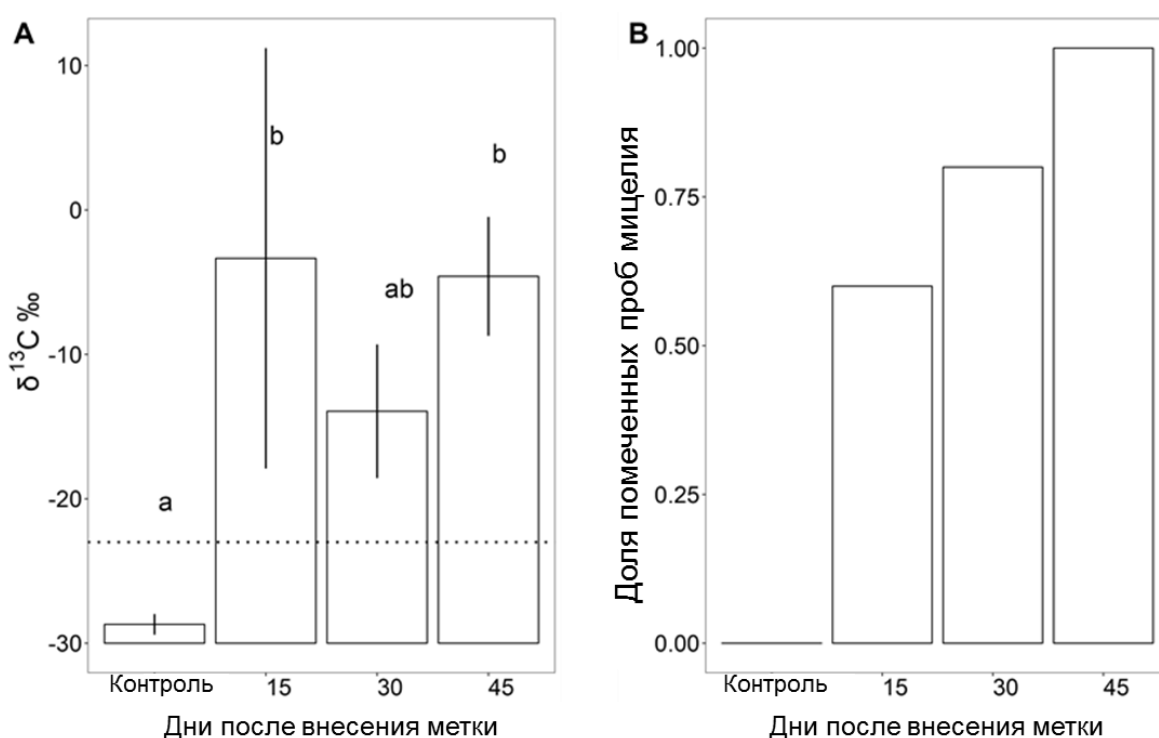 A
10
0
-10
-20
-30
δ¹³C ‰
a
b
ab
b
Контроль 15 30 45
Дни после внесения метки
B
1.00
0.75
0.50
0.25
0.00
Доля помеченных проб мицелия
Контроль 15 30 45
Дни после внесения метки